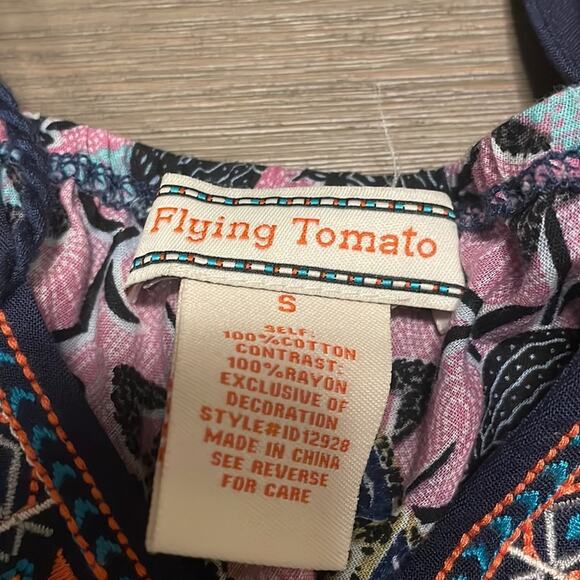 Flying Tomato
S
SELF:
100%COTTON
CONTRAST:
100%RAYON
EXCLUSIVE OF
DECORATION
STYLE#ID12928
MADE IN CHINA
SEE REVERSE
FOR CARE